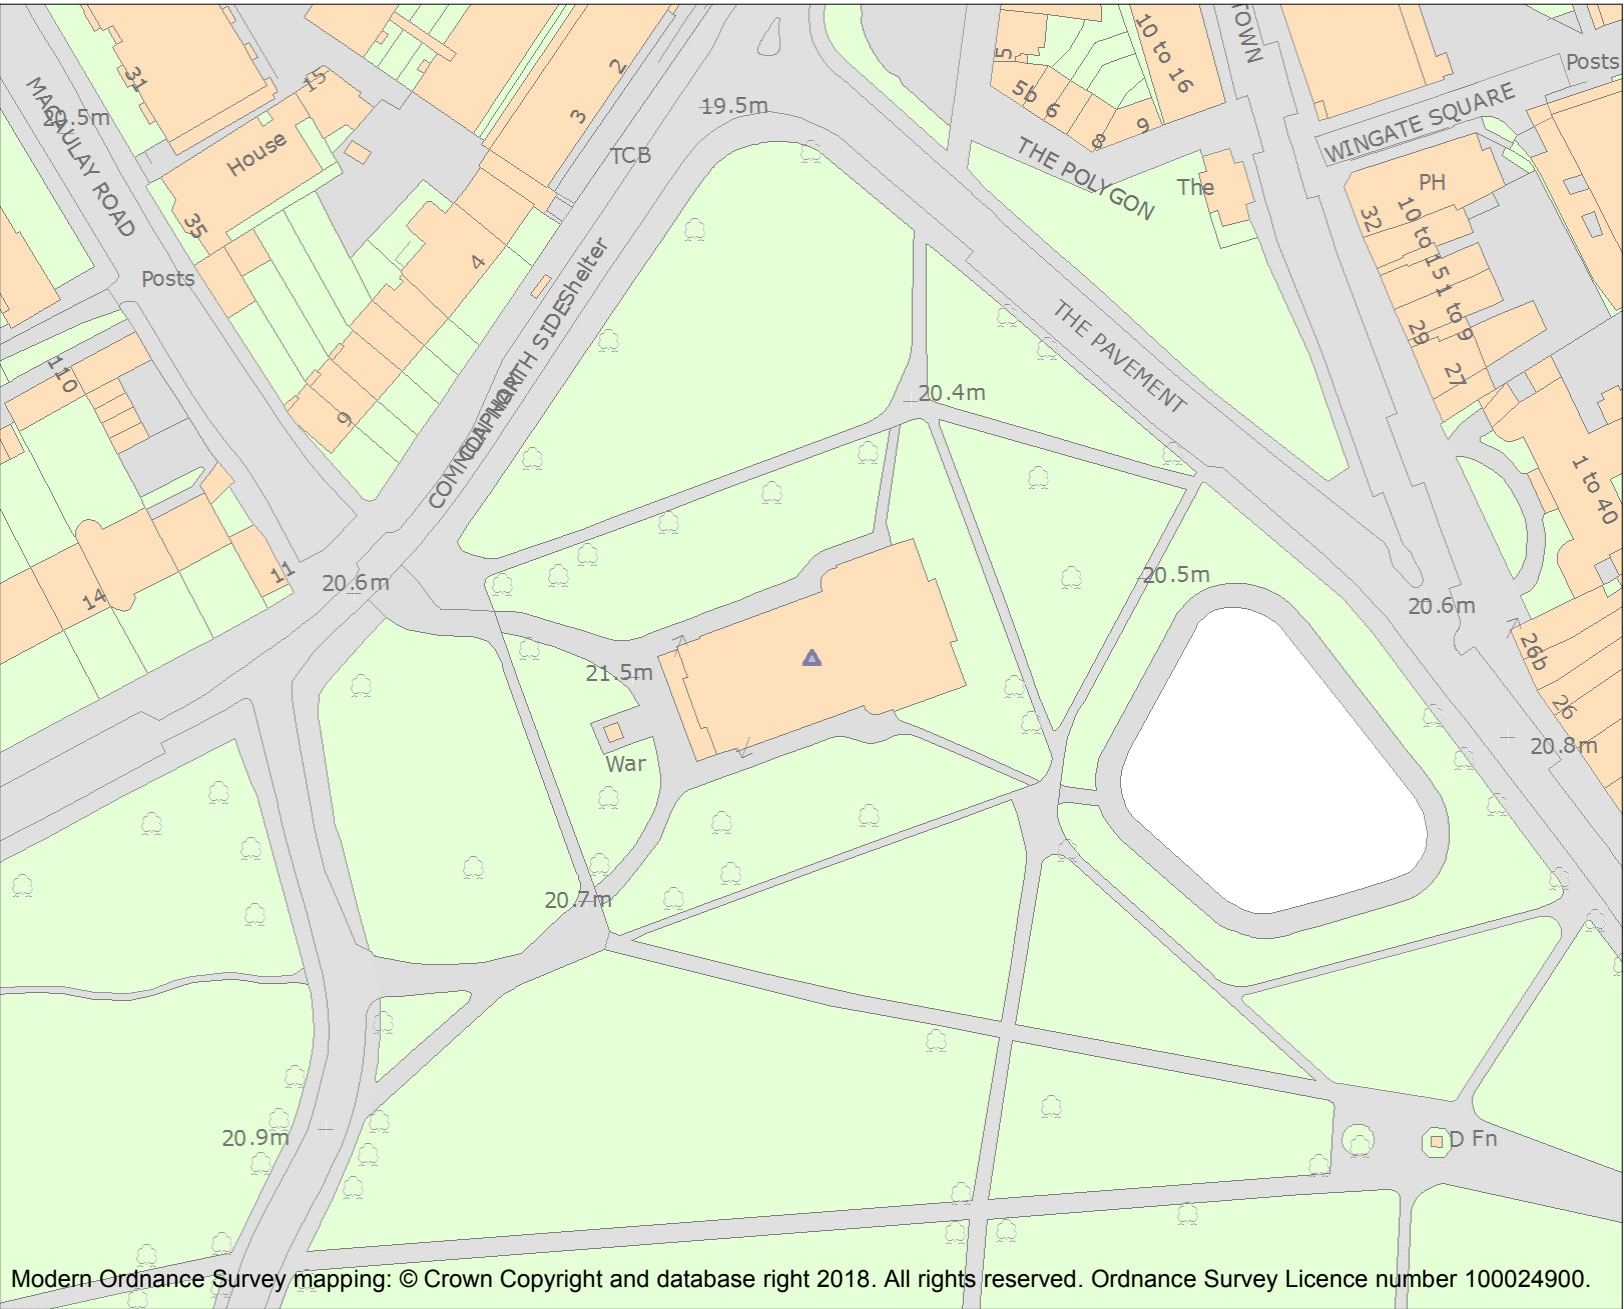 MACAULAY ROAD
20.5m
31
15
House
35
Posts
2
3
TCB
19.5m
4
9
COMMON NORTH SIDE
CLAPHAM
Shelter
5
5b
6
8
9
10 to 16
TOWN
THE POLYGON
The
Posts
WINGATE SQUARE
PH
32
10 to 15
1 to 9
29
27
1 to 40
THE PAVEMENT
110
14
11
20.6m
20.4m
20.5m
20.6m
26b
26
20.8m
21.5m
War
20.7m
20.9m
D Fn
Modern Ordnance Survey mapping: © Crown Copyright and database right 2018. All rights reserved. Ordnance Survey Licence number 100024900.